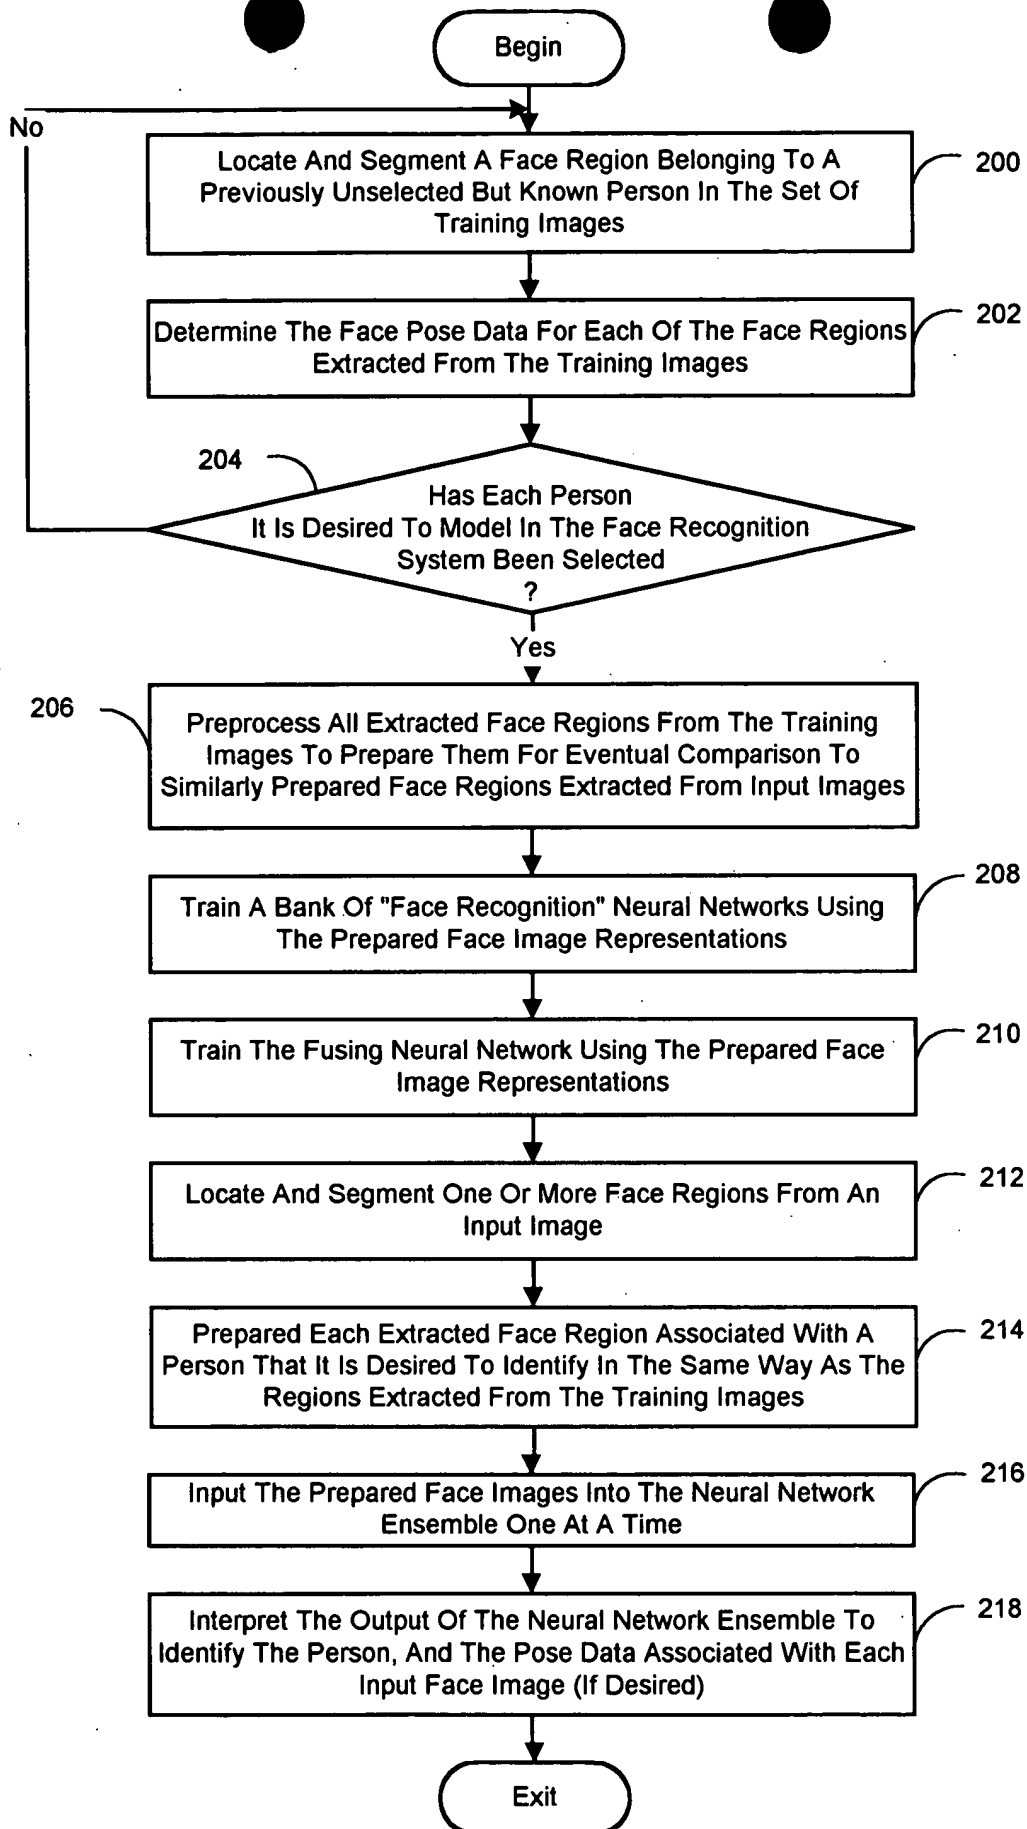 Begin
No
Locate And Segment A Face Region Belonging To A
Previously Unselected But Known Person In The Set Of
Training Images
200
Determine The Face Pose Data For Each Of The Face Regions
Extracted From The Training Images
202
204
Has Each Person
It Is Desired To Model In The Face Recognition
System Been Selected
?
Yes
206
Preprocess All Extracted Face Regions From The Training
Images To Prepare Them For Eventual Comparison To
Similarly Prepared Face Regions Extracted From Input Images
208
Train A Bank Of "Face Recognition" Neural Networks Using
The Prepared Face Image Representations
210
Train The Fusing Neural Network Using The Prepared Face
Image Representations
212
Locate And Segment One Or More Face Regions From An
Input Image
214
Prepared Each Extracted Face Region Associated With A
Person That It Is Desired To Identify In The Same Way As The
Regions Extracted From The Training Images
216
Input The Prepared Face Images Into The Neural Network
Ensemble One At A Time
218
Interpret The Output Of The Neural Network Ensemble To
Identify The Person, And The Pose Data Associated With Each
Input Face Image (If Desired)
Exit